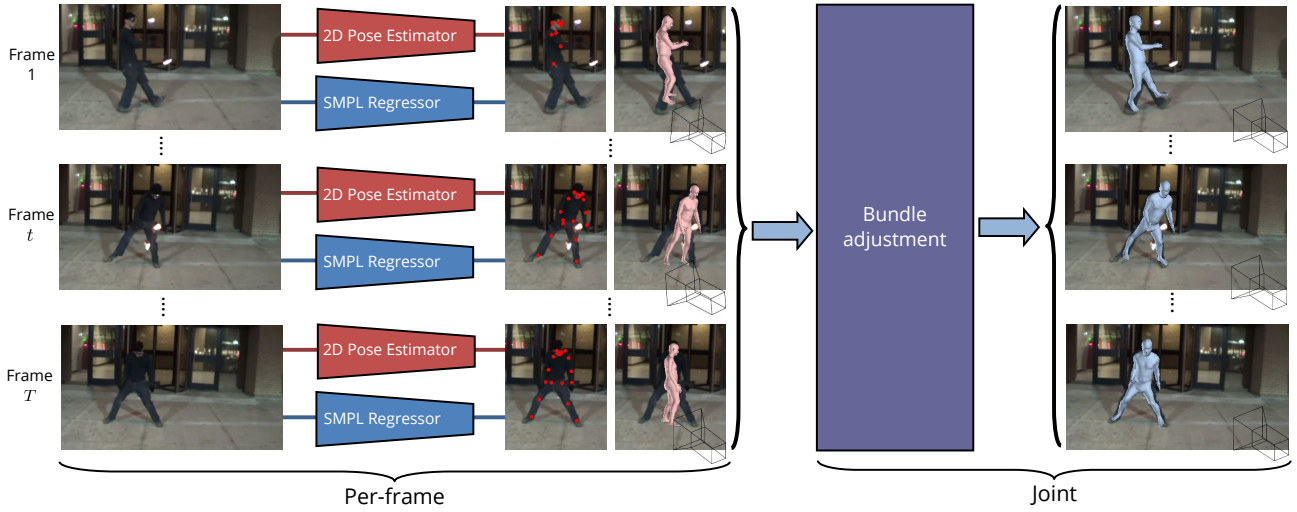 Frame
1
2D Pose Estimator
SMPL Regressor
Frame
t
2D Pose Estimator
SMPL Regressor
Frame
T
2D Pose Estimator
SMPL Regressor
Bundle
adjustment
Per-frame
Joint